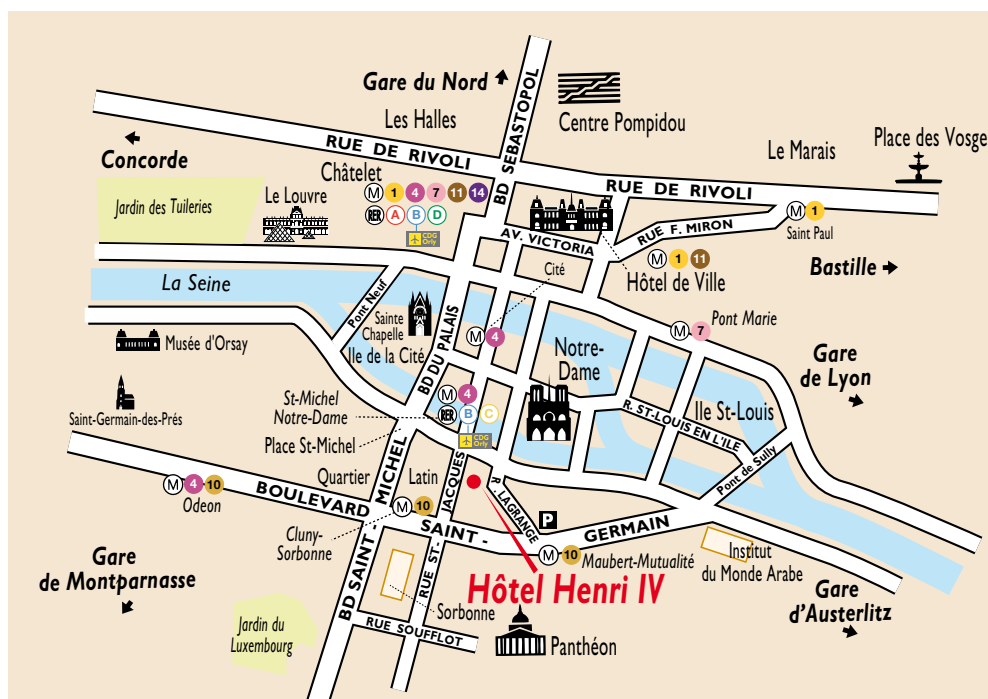 Gare du Nord
BD SEBASTOPOL
Centre Pompidou
Les Halles
Concorde
RUE DE RIVOLI
Le Marais
Place des Vosge
Châtelet
M 1 4 7 11 14
RER A B D
CDG
Orly
RUE DE RIVOLI
Jardin des Tuileries
Le Louvre
AV. VICTORIA
RUE F. MIRON
M 1
Saint Paul
M 1 11
Hôtel de Ville
Bastille
La Seine
Pont Neuf
Cité
M 4
Sainte
Chapelle
Ile de la Cité
BD DU PALAIS
M 7
Pont Marie
Musée d'Orsay
Notre-
Dame
Gare
de Lyon
St-Michel
Notre-Dame
M 4
RER B C
CDG
Orly
Saint-Germain-des-Prés
Place St-Michel
R. ST-LOUIS EN L'ILE
Ile St-Louis
Pont de Sully
Quartier
Latin
M 4 10
Odeon
BOULEVARD SAINT - GERMAIN
BD SAINT MICHEL
RUE ST- JACQUES
R. LAGRANGE
P
M 10
Cluny-
Sorbonne
M 10
Maubert-Mutualité
Institut
du Monde Arabe
Gare
de Montparnasse
Hôtel Henri IV
Gare
d'Austerlitz
Sorbonne
RUE SOUFFLOT
Jardin du
Luxembourg
Panthéon